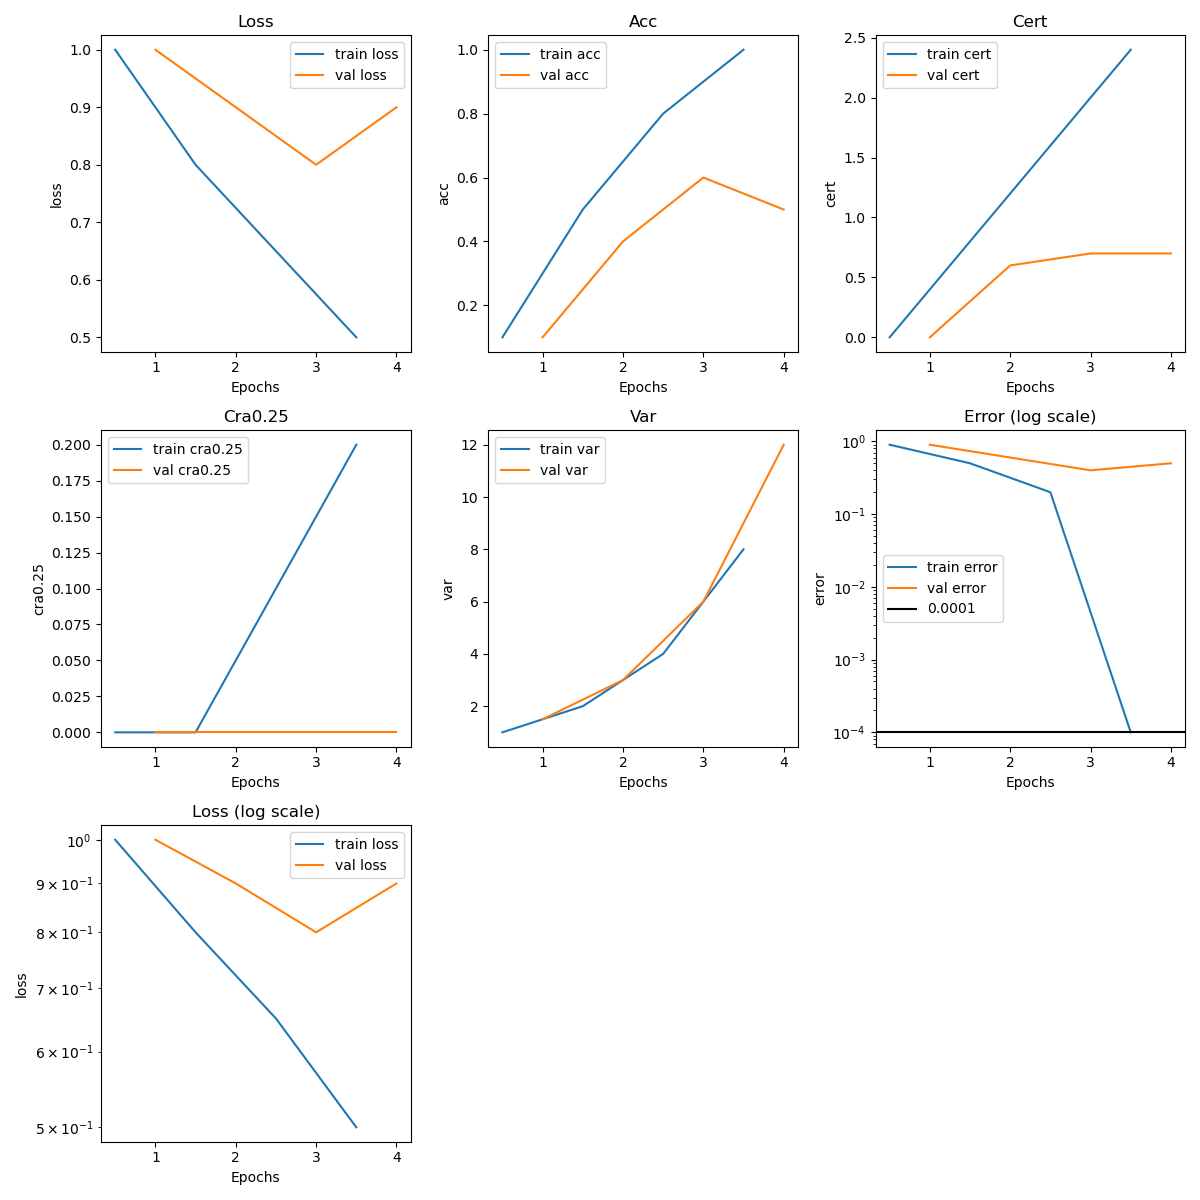 Loss
1.0
0.9
0.8
0.7
0.6
0.5
loss
train loss
val loss
1 2 3 4
Epochs
Acc
1.0
0.8
0.6
0.4
0.2
acc
train acc
val acc
1 2 3 4
Epochs
Cert
2.5
2.0
1.5
1.0
0.5
0.0
cert
train cert
val cert
1 2 3 4
Epochs
Cra0.25
0.200
0.175
0.150
0.125
0.100
0.075
0.050
0.025
0.000
cra0.25
train cra0.25
val cra0.25
1 2 3 4
Epochs
Var
12
10
8
6
4
2
var
train var
val var
1 2 3 4
Epochs
Error (log scale)
10⁰
10⁻¹
10⁻²
10⁻³
10⁻⁴
error
train error
val error
0.0001
1 2 3 4
Epochs
Loss (log scale)
10⁰
9 × 10⁻¹
8 × 10⁻¹
7 × 10⁻¹
6 × 10⁻¹
5 × 10⁻¹
loss
train loss
val loss
1 2 3 4
Epochs